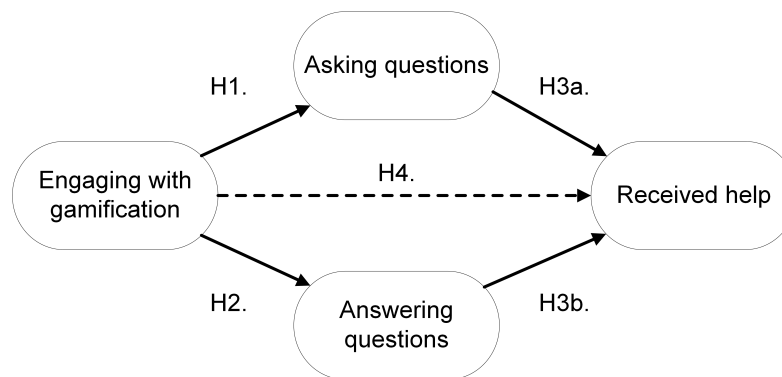 Asking questions
H1.
H3a.
H4.
Engaging with
gamification
Received help
H2.
H3b.
Answering
questions